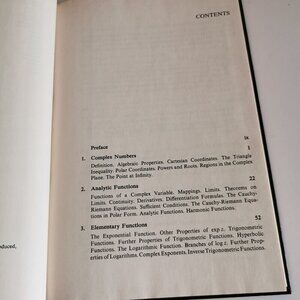 CONTENTS
ix
Preface
1. Complex Numbers 1
Definition. Algebraic Properties. Cartesian Coordinates. The Triangle
Inequality. Polar Coordinates. Powers and Roots. Regions in the Complex
Plane. The Point at Infinity.
2. Analytic Functions 22
Functions of a Complex Variable. Mappings. Limits. Theorems on
Limits. Continuity. Derivatives. Differentiation Formulas. The Cauchy-
Riemann Equations. Sufficient Conditions. The Cauchy-Riemann Equa-
tions in Polar Form. Analytic Functions. Harmonic Functions.
3. Elementary Functions 52
The Exponential Function. Other Properties of exp z. Trigonometric
Functions. Further Properties of Trigonometric Functions. Hyperbolic
Functions. The Logarithmic Function. Branches of log z. Further Prop-
erties of Logarithms. Complex Exponents. Inverse Trigonometric Functions.
oduced,